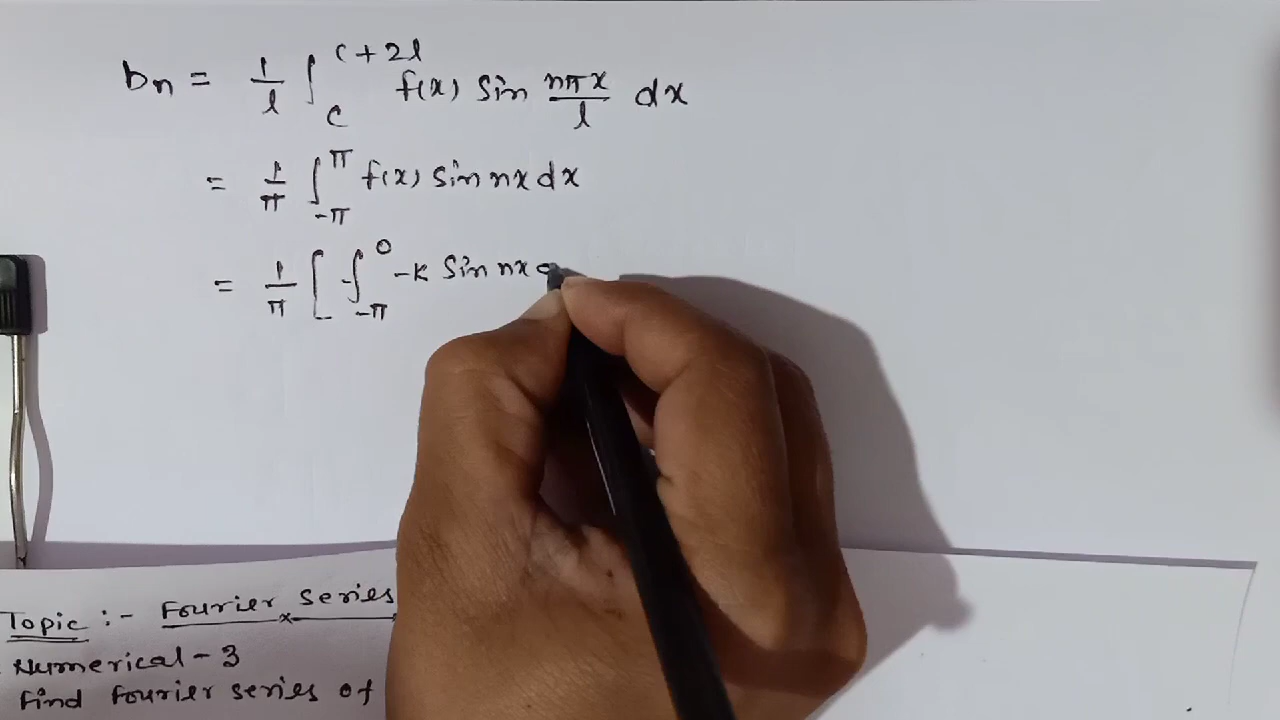 bn = 1/l ∫_c^{c+2l} f(x) sin nπx/l dx
= 1/π ∫_{-π}^{π} f(x) sin nx dx
= 1/π [ ∫_{-π}^{0} -k sin nx
Topic :- Fourier Series
Numerical - 3
Find Fourier series of